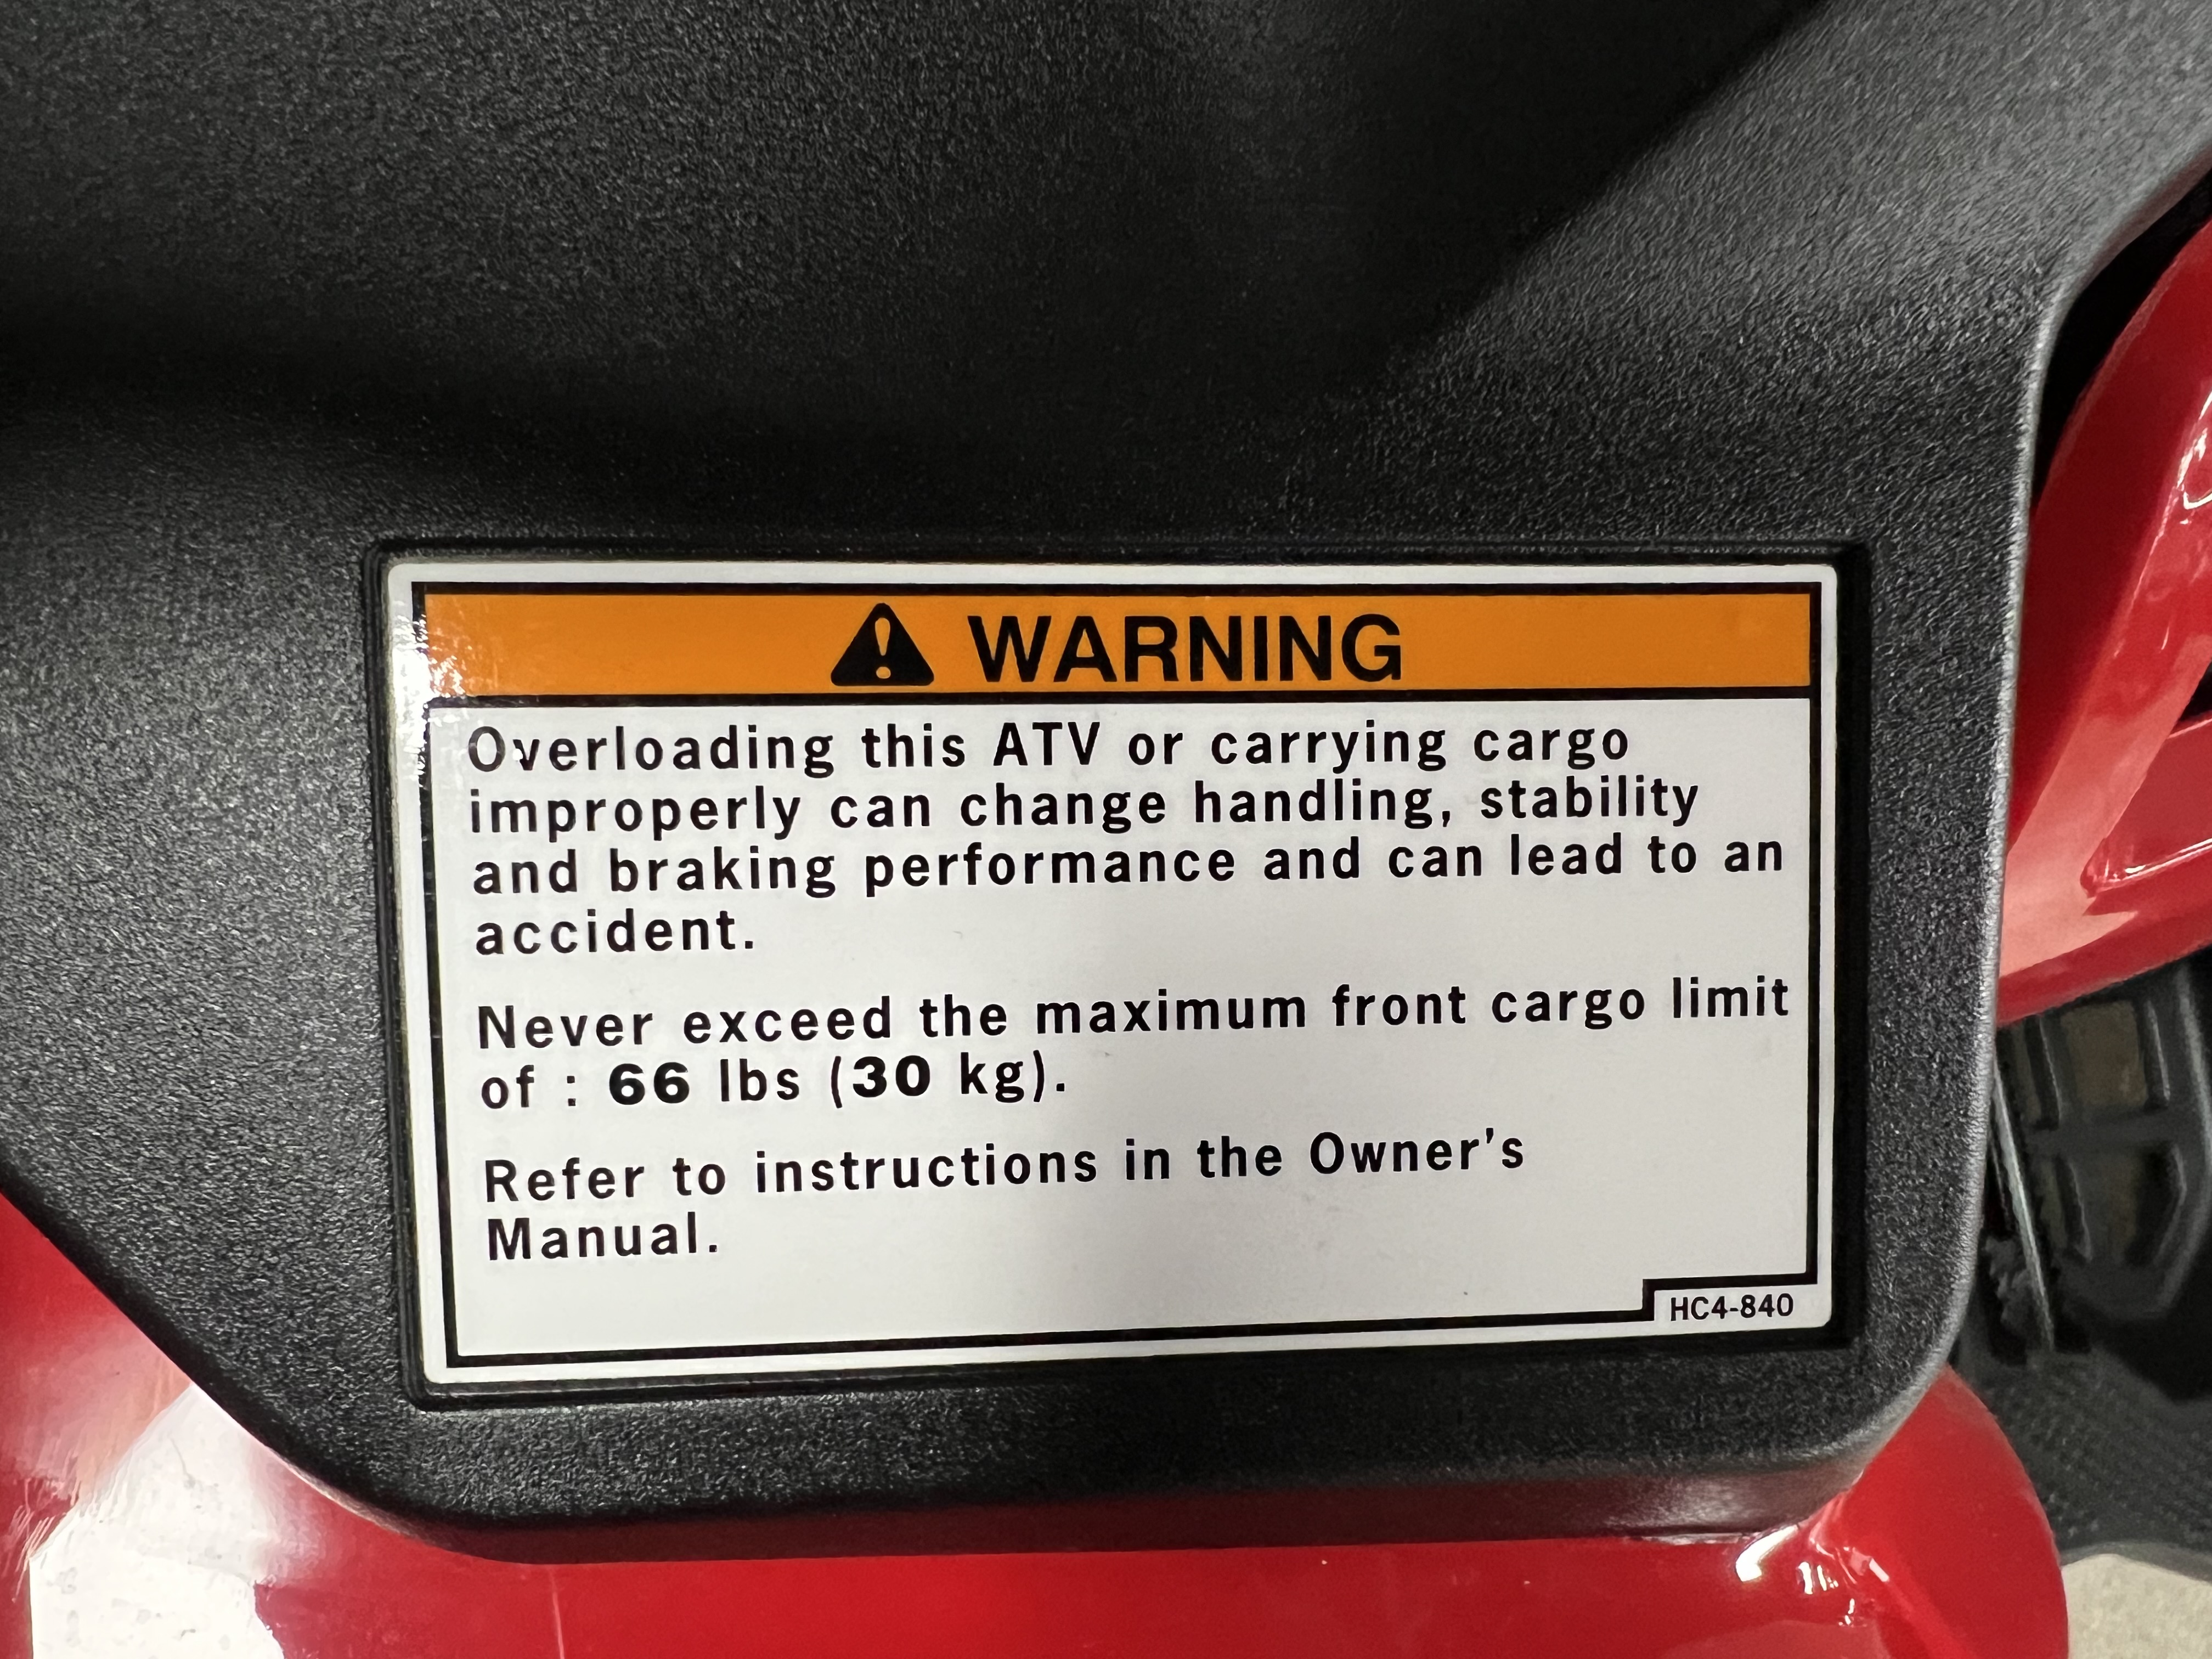 WARNING
Overloading this ATV or carrying cargo
improperly can change handling, stability
and braking performance and can lead to an
accident.
Never exceed the maximum front cargo limit
of : 66 lbs (30 kg).
Refer to instructions in the Owner's
Manual.
HC4-840